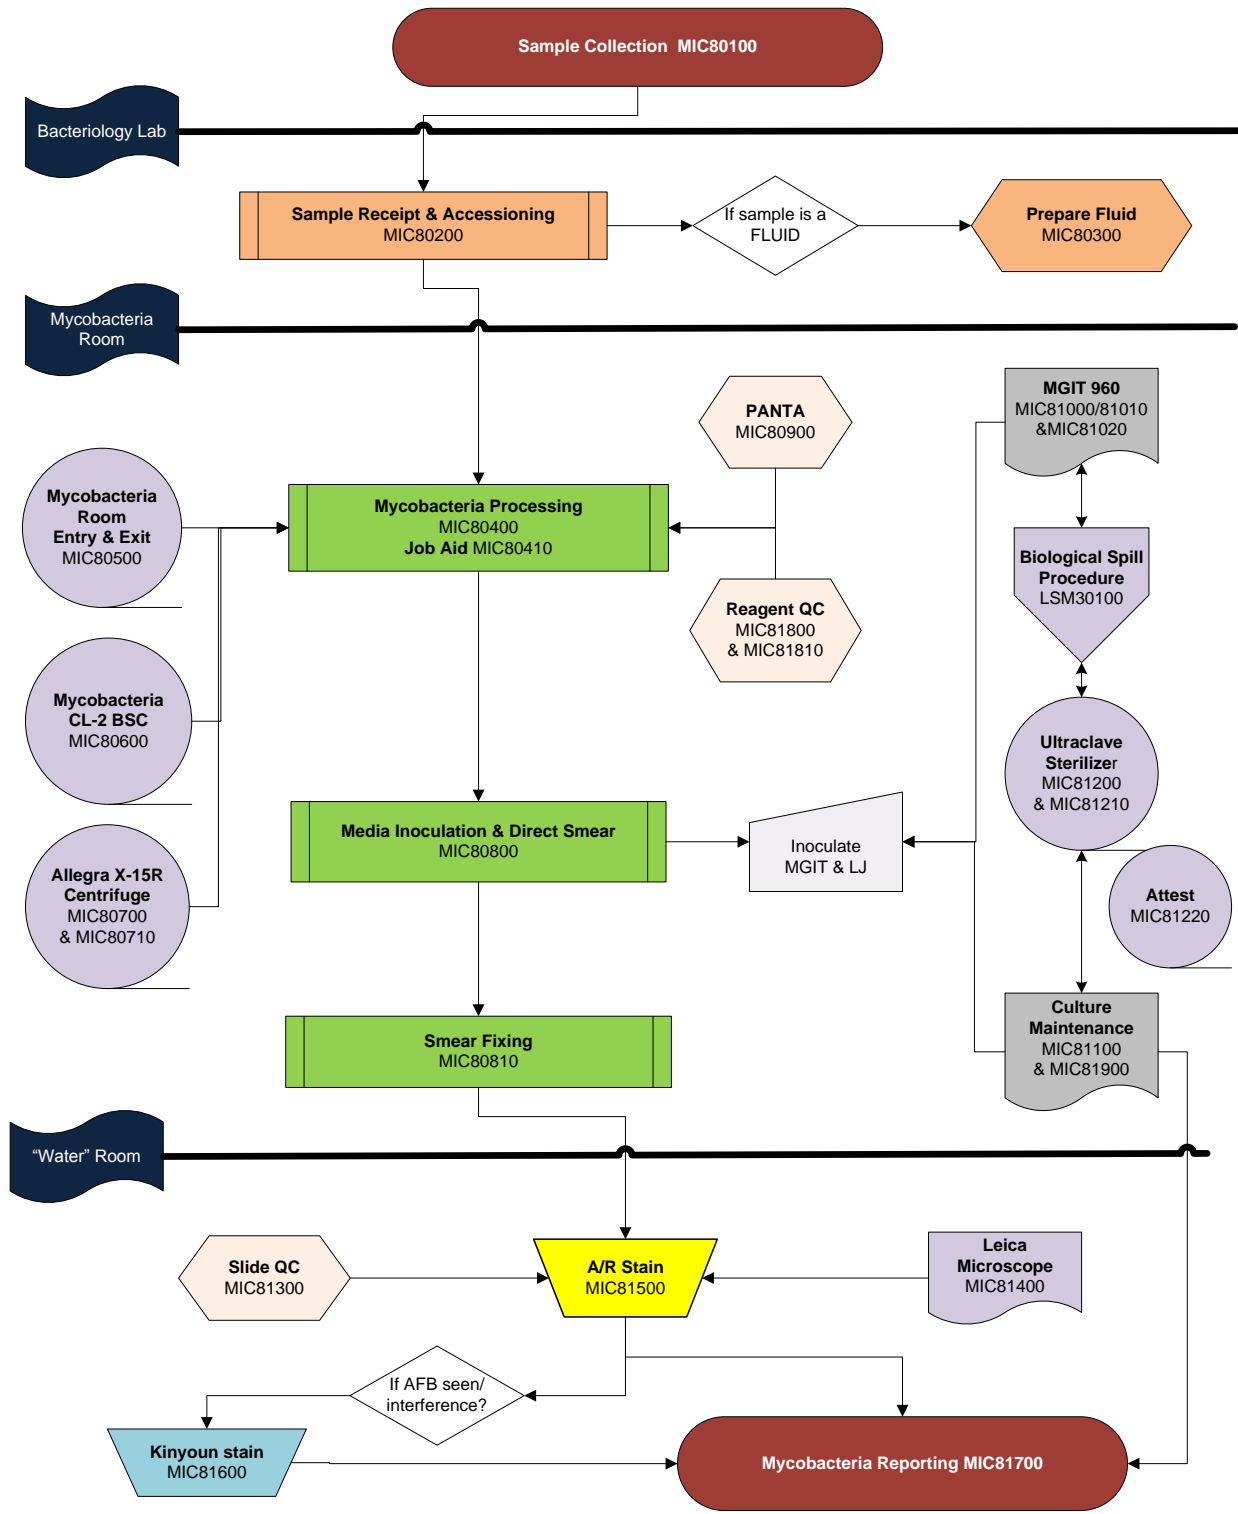 Sample Collection  MIC80100
Bacteriology Lab
Sample Receipt & Accessioning
MIC80200
If sample is a
FLUID
Prepare Fluid
MIC80300
Mycobacteria
Room
PANTA
MIC80900
MGIT 960
MIC81000/81010
&MIC81020
Mycobacteria
Room
Entry & Exit
MIC80500
Mycobacteria Processing
MIC80400
Job Aid MIC80410
Biological Spill
Procedure
LSM30100
Reagent QC
MIC81800
& MIC81810
Mycobacteria
CL-2 BSC
MIC80600
Ultraclave
Sterilizer
MIC81200
& MIC81210
Media Inoculation & Direct Smear
MIC80800
Inoculate
MGIT & LJ
Allegra X-15R
Centrifuge
MIC80700
& MIC80710
Attest
MIC81220
Smear Fixing
MIC80810
Culture
Maintenance
MIC81100
& MIC81900
“Water” Room
Slide QC
MIC81300
A/R Stain
MIC81500
Leica
Microscope
MIC81400
If AFB seen/
interference?
Kinyoun stain
MIC81600
Mycobacteria Reporting MIC81700